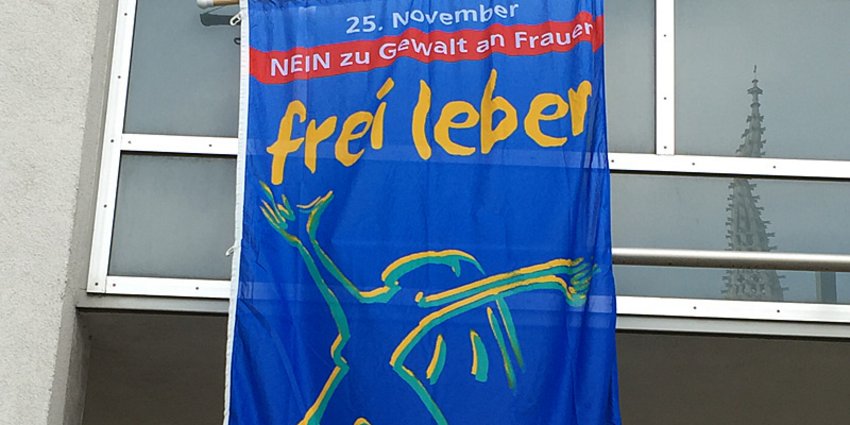 25. November
NEIN zu Gewalt an Frauen
frei leben